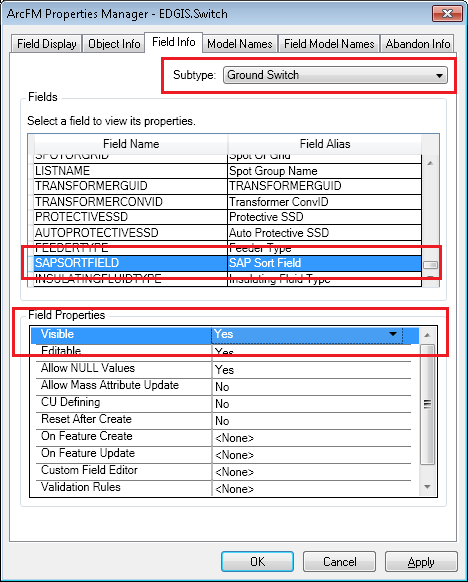 ArcFM Properties Manager - EDGIS.Switch
Field Display Object Info Field Info Model Names Field Model Names Abandon Info
Subtype: Ground Switch
Fields
Select a field to view its properties.
Field Name Field Alias
SPOTORGRID Spot Or Grid
LISTNAME Spot Group Name
TRANSFORMERGUID TRANSFORMERGUID
TRANSFORMERCONVID Transformer ConvID
PROTECTIVESSD Protective SSD
AUTOPROTECTIVESSD Auto Protective SSD
FEEDERTYPE Feeder Type
SAPSORTFIELD SAP Sort Field
INSULATINGFLUIDTYPE Insulating Fluid Type
Field Properties
Visible Yes
Editable Yes
Allow NULL Values Yes
Allow Mass Attribute Update No
CU Defining No
Reset After Create No
On Feature Create <None>
On Feature Update <None>
Custom Field Editor <None>
Validation Rules <None>
OK Cancel Apply